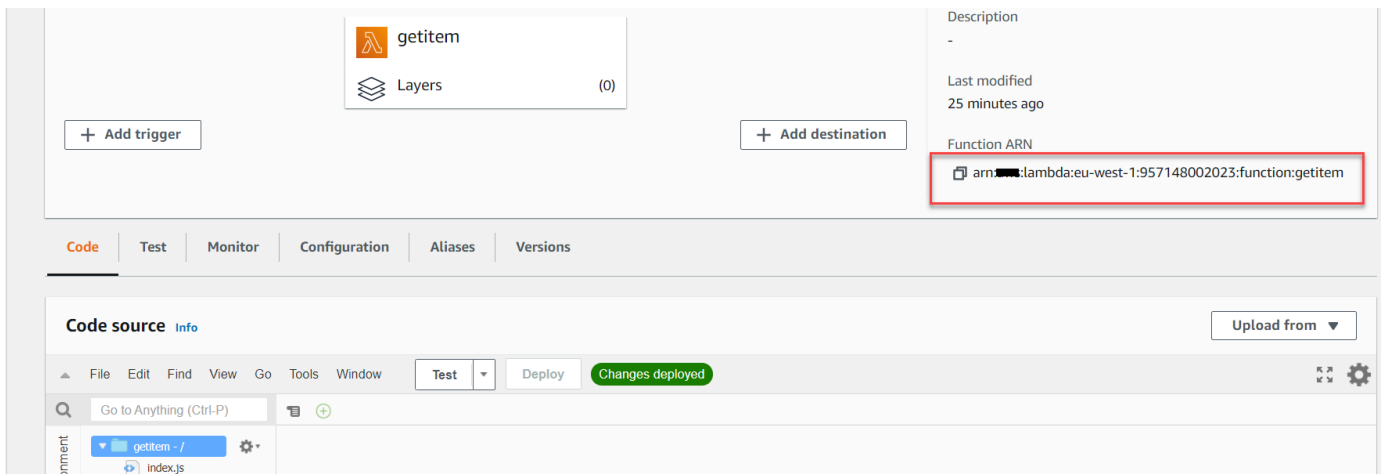 getitem
Layers (0)
+ Add trigger
+ Add destination
Description
-
Last modified
25 minutes ago
Function ARN
arn: :lambda:eu-west-1:957148002023:function:getitem
Code Test Monitor Configuration Aliases Versions
Code source Info
Upload from
File Edit Find View Go Tools Window Test Deploy Changes deployed
Go to Anything (Ctrl-P)
getitem - /
index.js